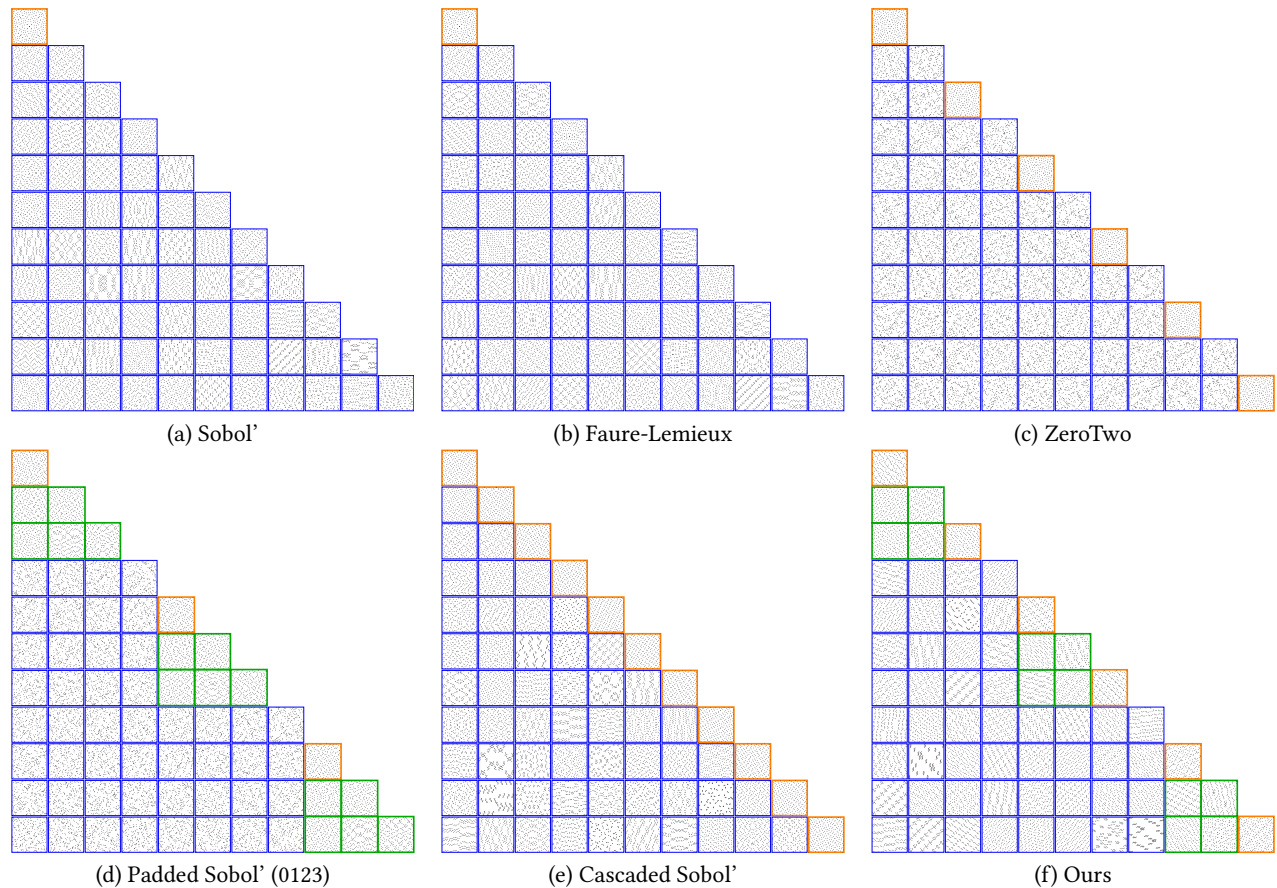 (a) Sobol’
(b) Faure-Lemieux
(c) ZeroTwo
(d) Padded Sobol’ (0123)
(e) Cascaded Sobol’
(f) Ours